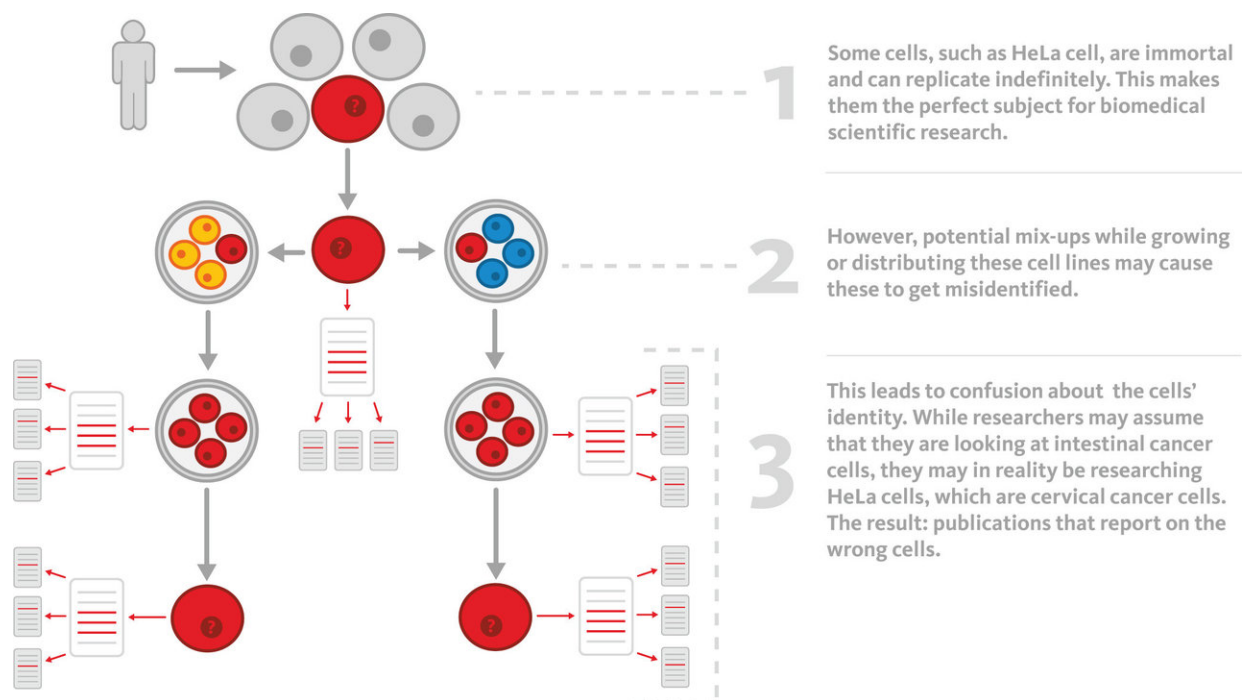 1
Some cells, such as HeLa cell, are immortal
and can replicate indefinitely. This makes
them the perfect subject for biomedical
scientific research.
2
However, potential mix-ups while growing
or distributing these cell lines may cause
these to get misidentified.
3
This leads to confusion about the cells’
identity. While researchers may assume
that they are looking at intestinal cancer
cells, they may in reality be researching
HeLa cells, which are cervical cancer cells.
The result: publications that report on the
wrong cells.
?
?
?
?